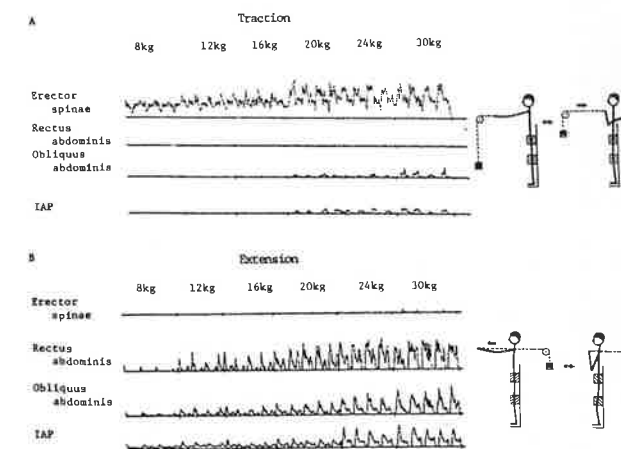 A
Traction
8kg 12kg 16kg 20kg 24kg 30kg
Erector
spinae
Rectus
abdominis
Obliquus
abdominis
IAP
B
Extension
8kg 12kg 16kg 20kg 24kg 30kg
Erector
spinae
Rectus
abdominis
Obliquus
abdominis
IAP